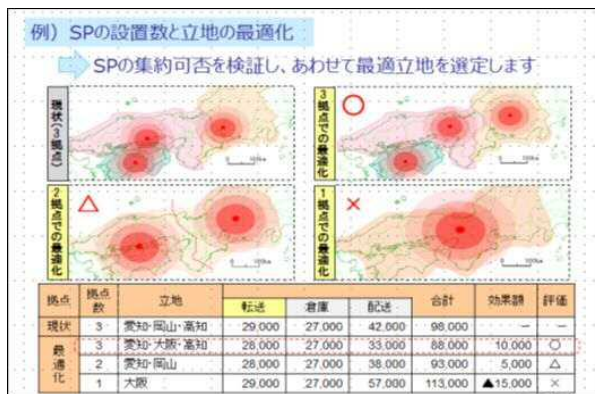 例）SPの設置数と立地の最適化
SPの集約可否を検証し、あわせて最適立地を選定します
現状（3拠点）
3拠点での最適化
○
2拠点での最適化
△
1拠点での最適化
×
拠点 拠点数 立地 転送 倉庫 配送 合計 効果額 評価
現状 3 愛知・岡山・高知 29,000 27,000 42,000 98,000 － －
最適化 3 愛知・大阪・高知 28,000 27,000 33,000 88,000 10,000 ○
2 愛知・岡山 28,000 27,000 38,000 93,000 5,000 △
1 大阪 29,000 27,000 57,000 113,000 ▲15,000 ×